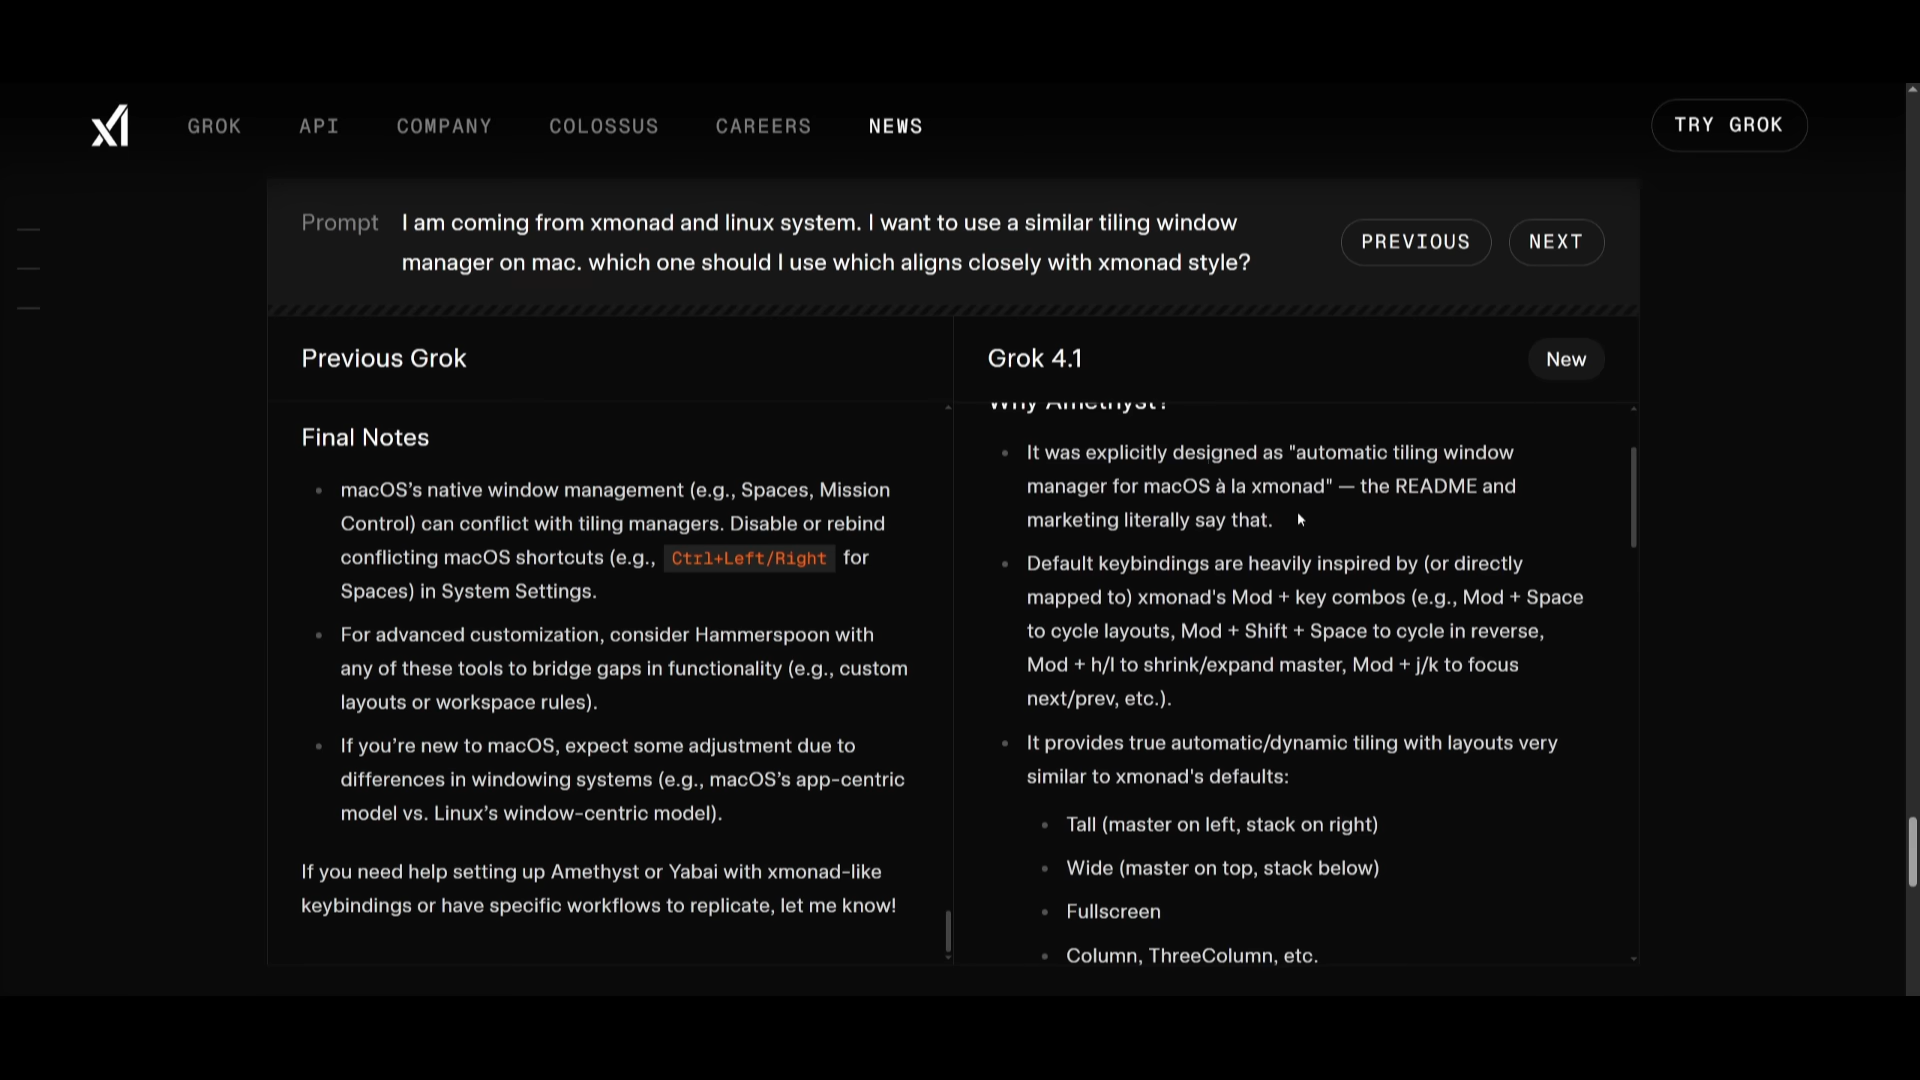 xI
GROK
API
COMPANY
COLOSSUS
CAREERS
NEWS
TRY GROK
Prompt
I am coming from xmonad and linux system. I want to use a similar tiling window
manager on mac. which one should I use which aligns closely with xmonad style?
PREVIOUS
NEXT
Previous Grok
Final Notes
macOS’s native window management (e.g., Spaces, Mission
Control) can conflict with tiling managers. Disable or rebind
conflicting macOS shortcuts (e.g., Ctrl+Left/Right for
Spaces) in System Settings.
For advanced customization, consider Hammerspoon with
any of these tools to bridge gaps in functionality (e.g., custom
layouts or workspace rules).
If you’re new to macOS, expect some adjustment due to
differences in windowing systems (e.g., macOS’s app-centric
model vs. Linux’s window-centric model).
If you need help setting up Amethyst or Yabai with xmonad-like
keybindings or have specific workflows to replicate, let me know!
Grok 4.1
New
Why Amethyst?
It was explicitly designed as "automatic tiling window
manager for macOS à la xmonad" — the README and
marketing literally say that.
Default keybindings are heavily inspired by (or directly
mapped to) xmonad's Mod + key combos (e.g., Mod + Space
to cycle layouts, Mod + Shift + Space to cycle in reverse,
Mod + h/l to shrink/expand master, Mod + j/k to focus
next/prev, etc.).
It provides true automatic/dynamic tiling with layouts very
similar to xmonad's defaults:
Tall (master on left, stack on right)
Wide (master on top, stack below)
Fullscreen
Column, ThreeColumn, etc.